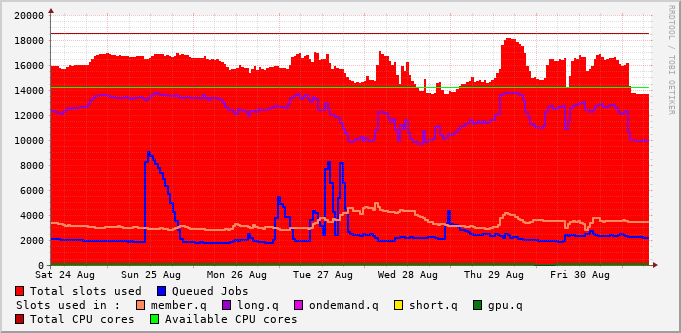 20000
18000
16000
14000
12000
10000
8000
6000
4000
2000
0
Sat 24 Aug Sun 25 Aug Mon 26 Aug Tue 27 Aug Wed 28 Aug Thu 29 Aug Fri 30 Aug
Total slots used Queued Jobs
Slots used in : member.q long.q ondemand.q short.q gpu.q
Total CPU cores Available CPU cores
RRDTOOL / TOBI OETIKER